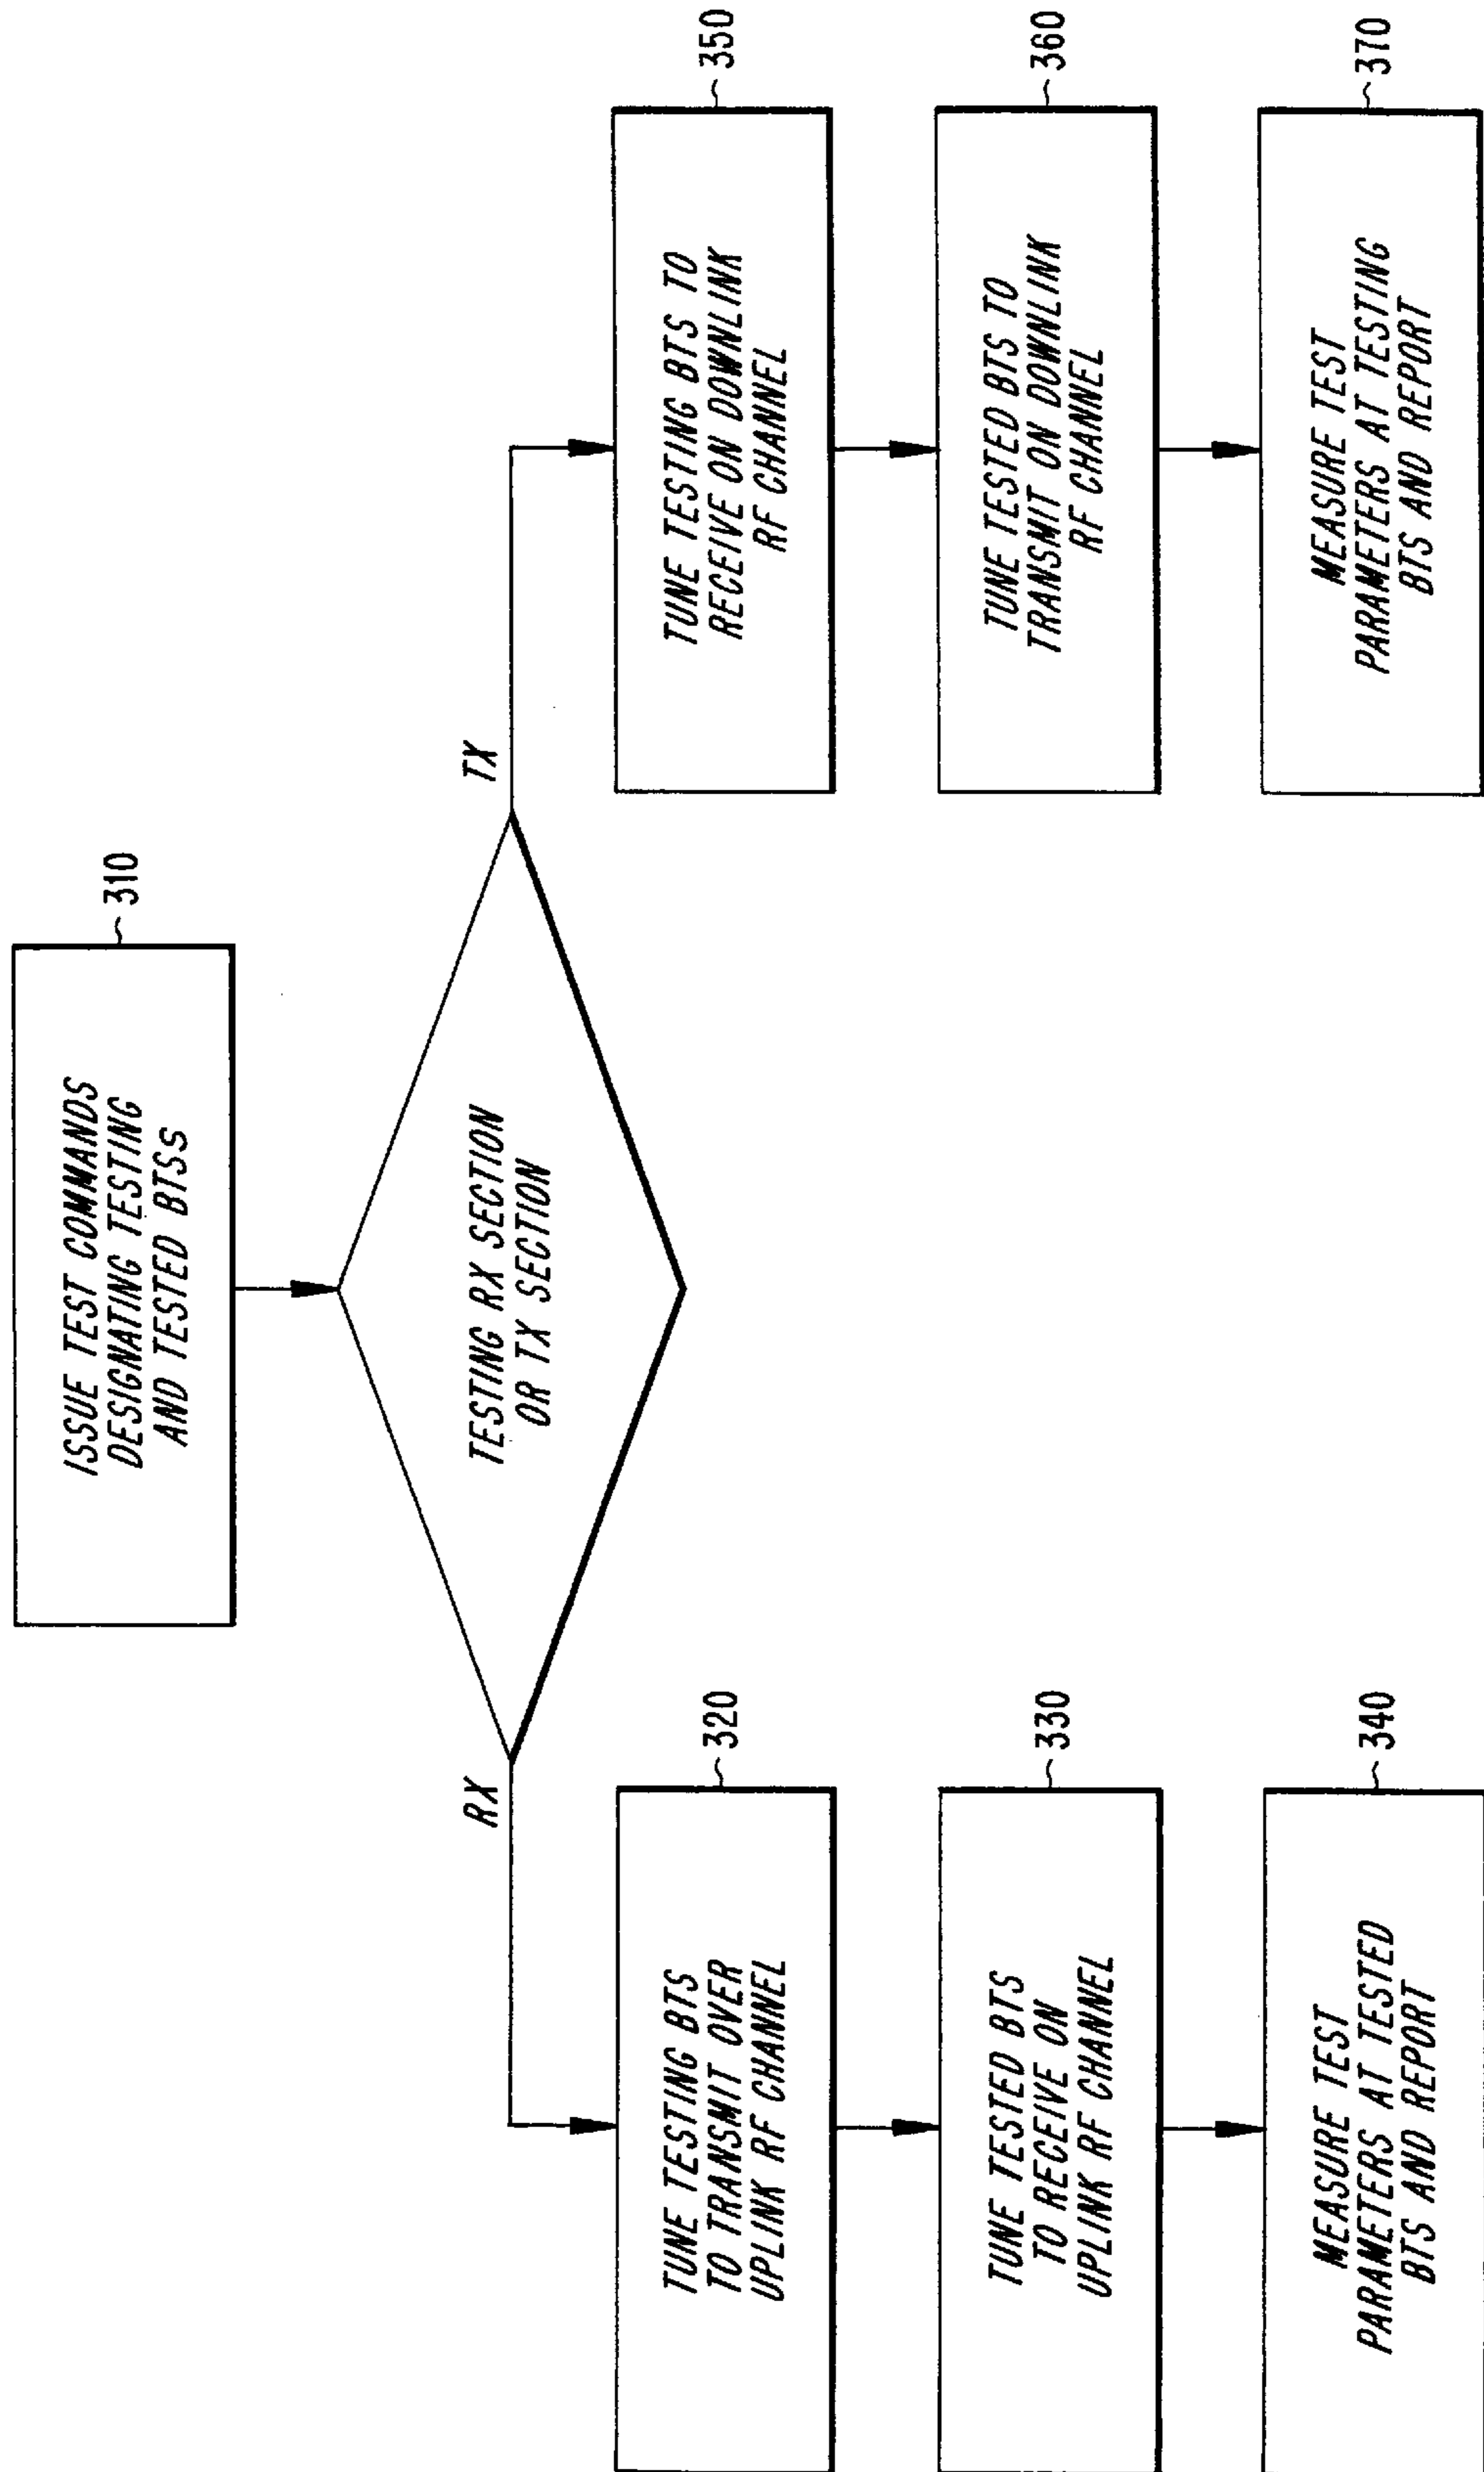 ISSUE TEST COMMANDS
DESIGNATING TESTING
AND TESTED BTSs
310
TESTING RX SECTION
OR TX SECTION
RX
TX
TUNE TESTING BTS
TO TRANSMIT OVER
UPLINK RF CHANNEL
320
TUNE TESTED BTS
TO RECEIVE ON
UPLINK RF CHANNEL
330
MEASURE TEST
PARAMETERS AT TESTED
BTS AND REPORT
340
TUNE TESTING BTS TO
RECEIVE ON DOWNLINK
RF CHANNEL
350
TUNE TESTED BTS TO
TRANSMIT ON DOWNLINK
RF CHANNEL
360
MEASURE TEST
PARAMETERS AT TESTING
BTS AND REPORT
370